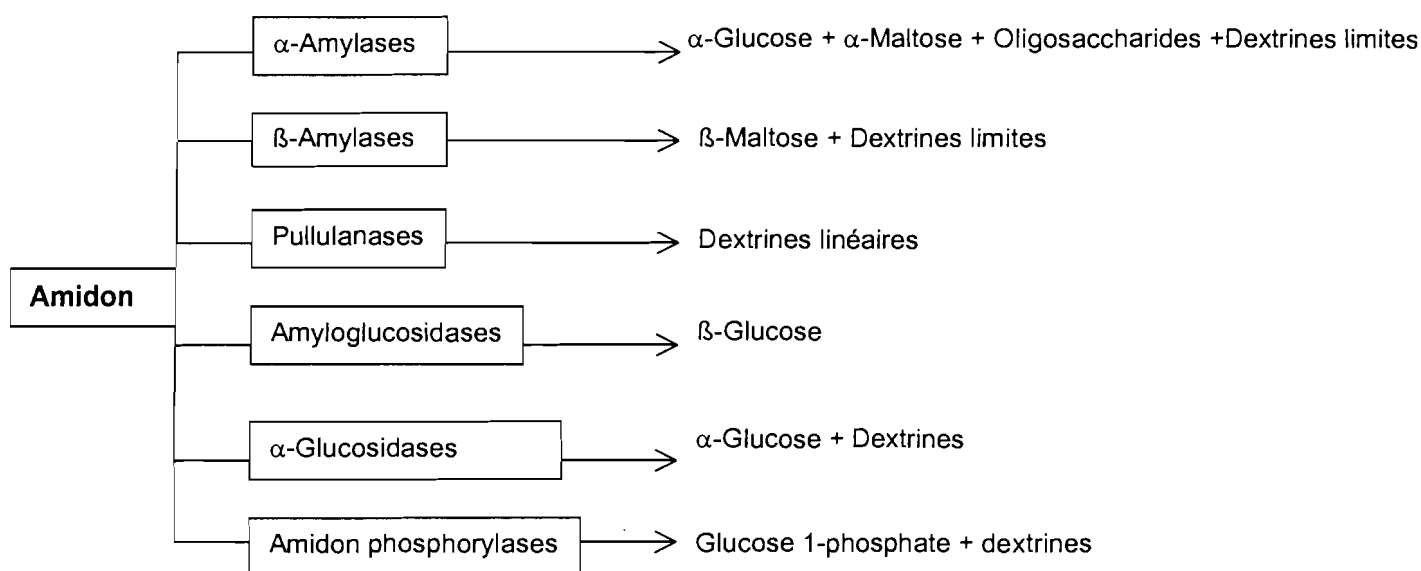 α-Amylases
α-Glucose + α-Maltose + Oligosaccharides +Dextrines limites
ß-Amylases
ß-Maltose + Dextrines limites
Pullulanases
Dextrines linéaires
Amidon
Amyloglucosidases
ß-Glucose
α-Glucosidases
α-Glucose + Dextrines
Amidon phosphorylases
Glucose 1-phosphate + dextrines